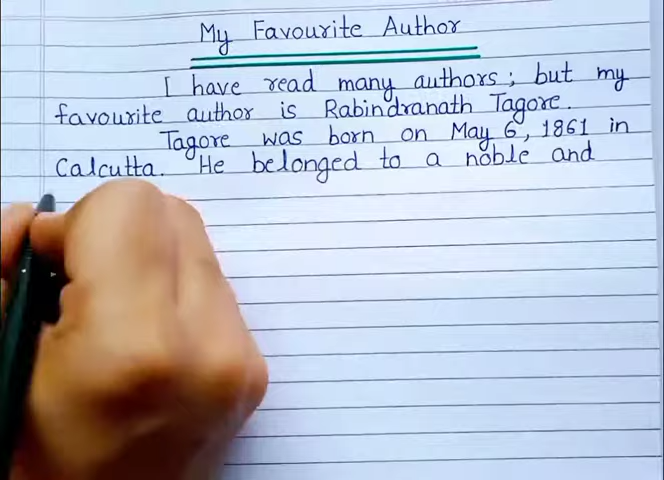 My Favourite Author
I have read many authors; but my
favourite author is Rabindranath Tagore.
Tagore was born on May 6, 1861 in
Calcutta. He belonged to a noble and